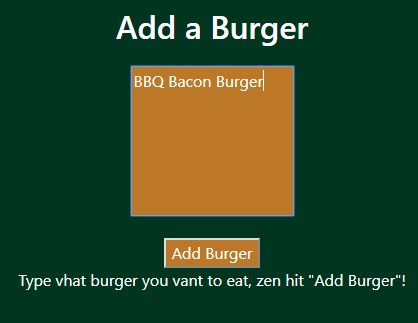 Add a Burger
BBQ Bacon Burger
Add Burger
Type vhat burger you vant to eat, zen hit "Add Burger"!